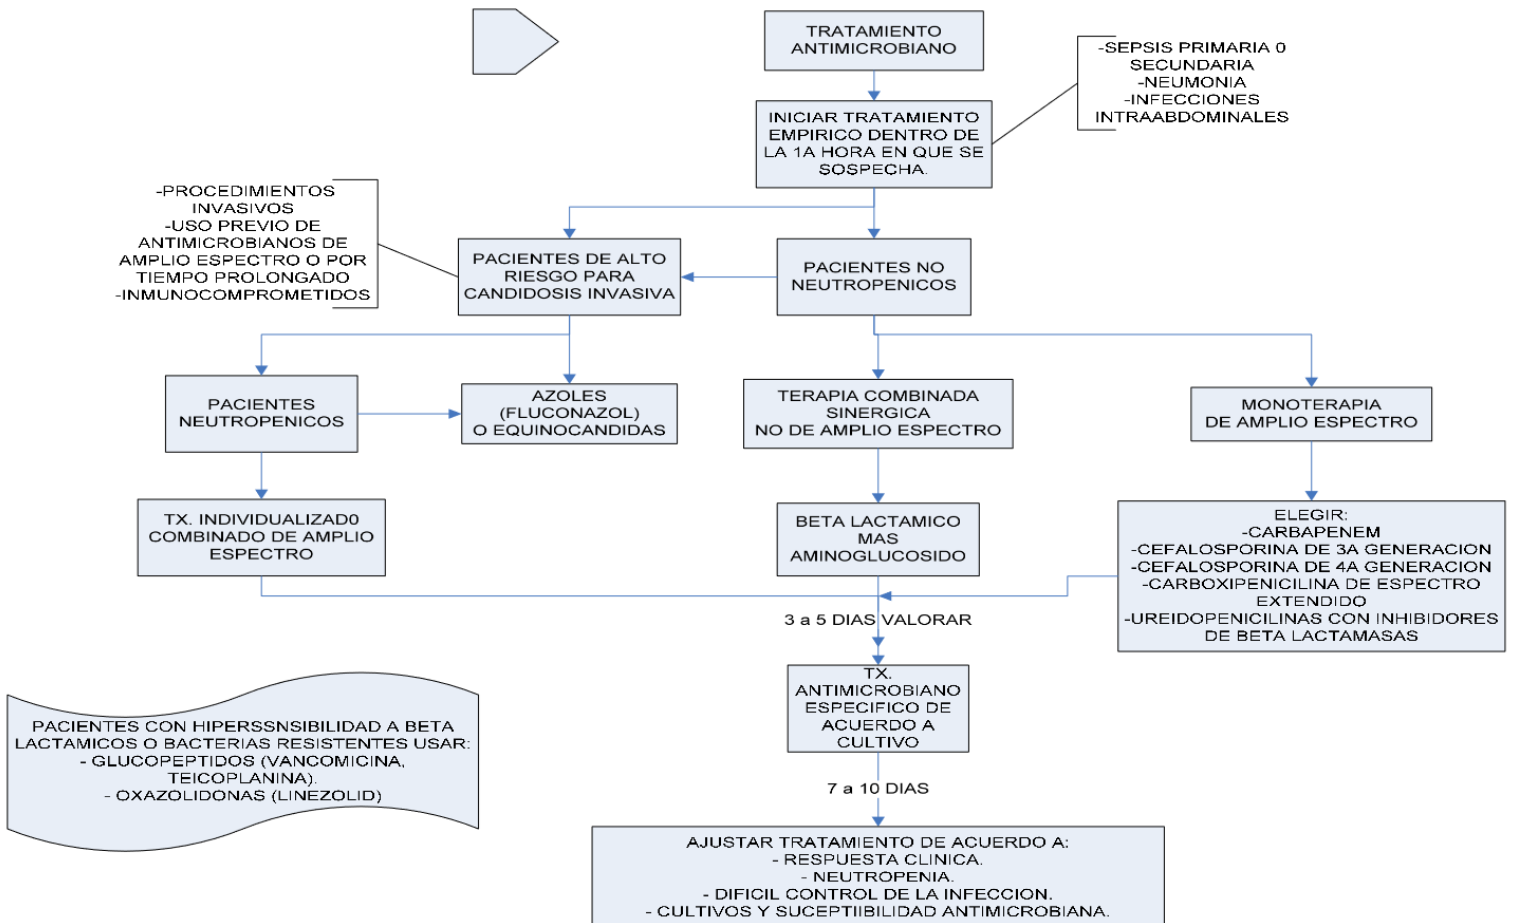 TRATAMIENTO
ANTIMICROBIANO
-SEPSIS PRIMARIA 0
SECUNDARIA
-NEUMONIA
-INFECCIONES
INTRAABDOMINALES
INICIAR TRATAMIENTO
EMPIRICO DENTRO DE
LA 1A HORA EN QUE SE
SOSPECHA.
-PROCEDIMIENTOS
INVASIVOS
-USO PREVIO DE
ANTIMICROBIANOS DE
AMPLIO ESPECTRO O POR
TIEMPO PROLONGADO
-INMUNOCOMPROMETIDOS
PACIENTES DE ALTO
RIESGO PARA
CANDIDOSIS INVASIVA
PACIENTES NO
NEUTROPENICOS
PACIENTES
NEUTROPENICOS
AZOLES
(FLUCONAZOL)
O EQUINOCANDIDAS
TERAPIA COMBINADA
SINERGICA
NO DE AMPLIO ESPECTRO
MONOTERAPIA
DE AMPLIO ESPECTRO
TX. INDIVIDUALIZAD0
COMBINADO DE AMPLIO
ESPECTRO
BETA LACTAMICO
MAS
AMINOGLUCOSIDO
ELEGIR:
-CARBAPENEM
-CEFALOSPORINA DE 3A GENERACION
-CEFALOSPORINA DE 4A GENERACION
-CARBOXIPENICILINA DE ESPECTRO
EXTENDIDO
-UREIDOPENICILINAS CON INHIBIDORES
DE BETA LACTAMASAS
3 a 5 DIAS VALORAR
TX.
ANTIMICROBIANO
ESPECIFICO DE
ACUERDO A
CULTIVO
PACIENTES CON HIPERSSNSIBILIDAD A BETA
LACTAMICOS O BACTERIAS RESISTENTES USAR:
- GLUCOPEPTIDOS (VANCOMICINA,
TEICOPLANINA).
- OXAZOLIDONAS (LINEZOLID)
7 a 10 DIAS
AJUSTAR TRATAMIENTO DE ACUERDO A:
- RESPUESTA CLINICA.
- NEUTROPENIA.
- DIFICIL CONTROL DE LA INFECCION.
- CULTIVOS Y SUCEPTIIBILIDAD ANTIMICROBIANA.